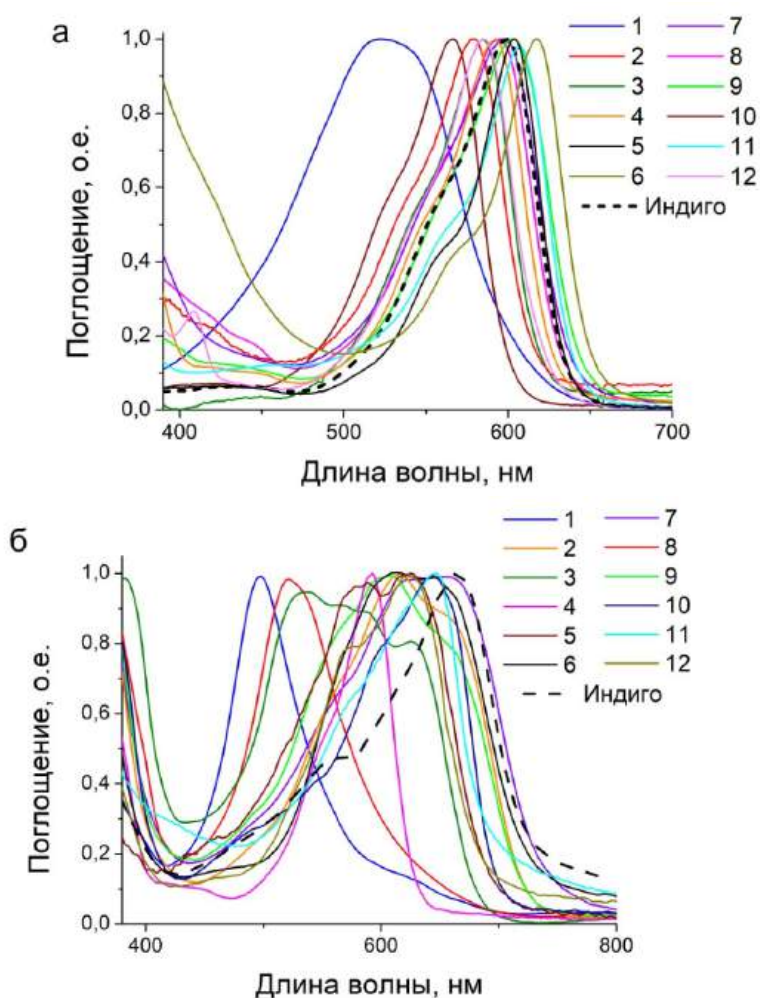 а
Поглощение, о.е.
1,0
0,8
0,6
0,4
0,2
0,0
400 500 600 700
Длина волны, нм
1 7
2 8
3 9
4 10
5 11
6 12
Индиго
б
Поглощение, о.е.
1,0
0,8
0,6
0,4
0,2
0,0
400 600 800
Длина волны, нм
1 7
2 8
3 9
4 10
5 11
6 12
Индиго